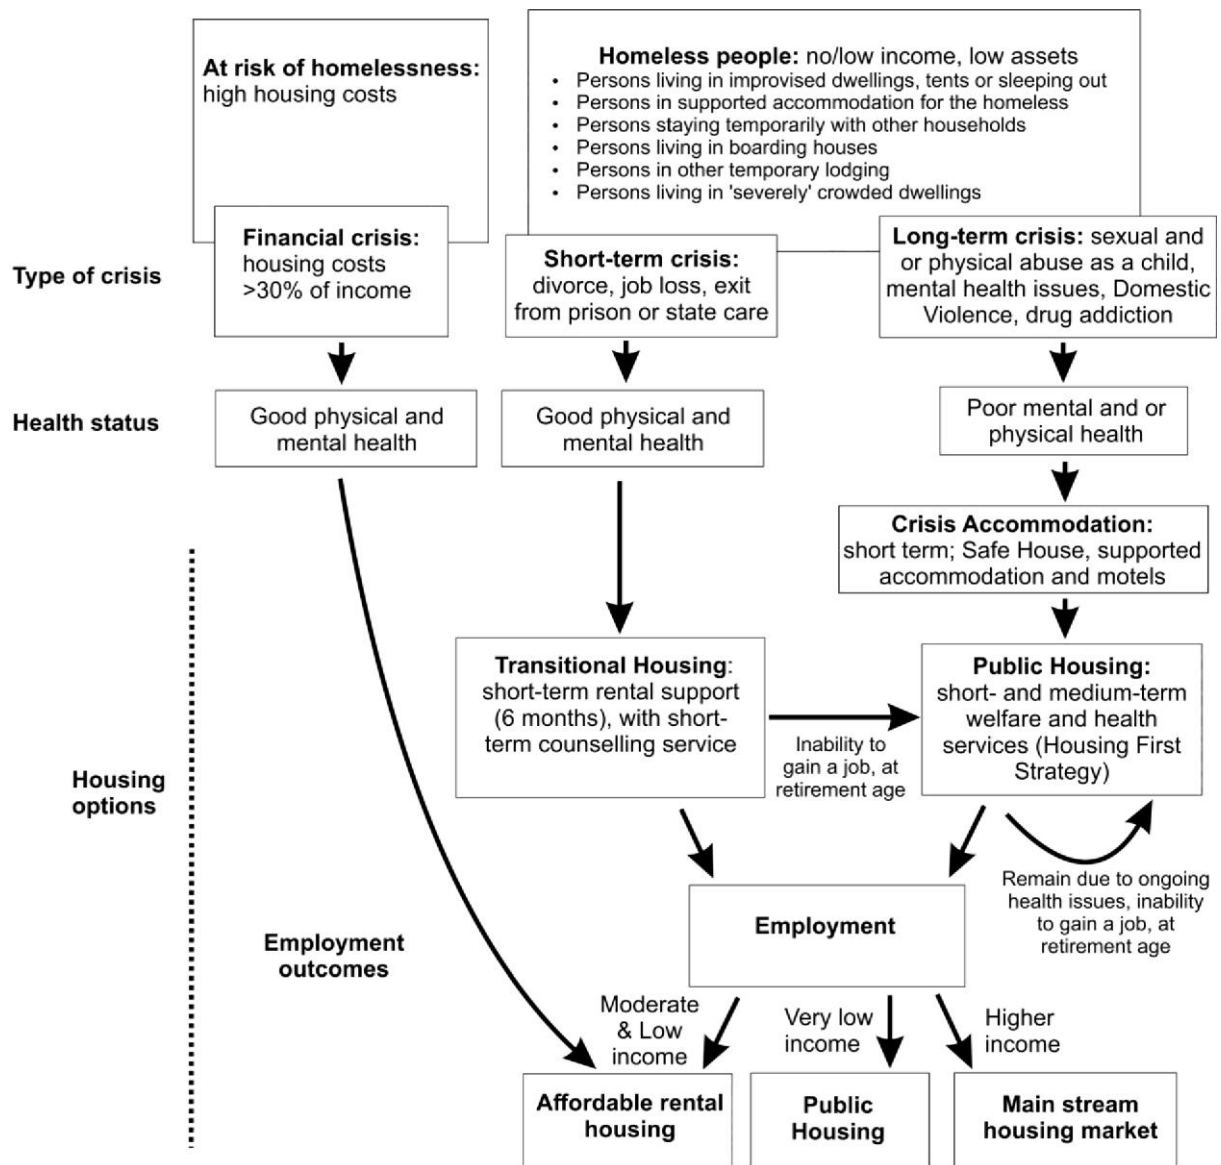 At risk of homelessness:
high housing costs
Homeless people: no/low income, low assets
• Persons living in improvised dwellings, tents or sleeping out
• Persons in supported accommodation for the homeless
• Persons staying temporarily with other households
• Persons living in boarding houses
• Persons in other temporary lodging
• Persons living in 'severely' crowded dwellings
Type of crisis
Financial crisis:
housing costs
>30% of income
Short-term crisis:
divorce, job loss, exit
from prison or state care
Long-term crisis: sexual and
or physical abuse as a child,
mental health issues, Domestic
Violence, drug addiction
Health status
Good physical and
mental health
Good physical and
mental health
Poor mental and or
physical health
Crisis Accommodation:
short term; Safe House, supported
accommodation and motels
Housing
options
Transitional Housing:
short-term rental support
(6 months), with short-
term counselling service
Inability to
gain a job, at
retirement age
Public Housing:
short- and medium-term
welfare and health
services (Housing First
Strategy)
Remain due to ongoing
health issues, inability
to gain a job, at
retirement age
Employment
Employment
outcomes
Moderate
& Low
income
Very low
income
Higher
income
Affordable rental
housing
Public
Housing
Main stream
housing market